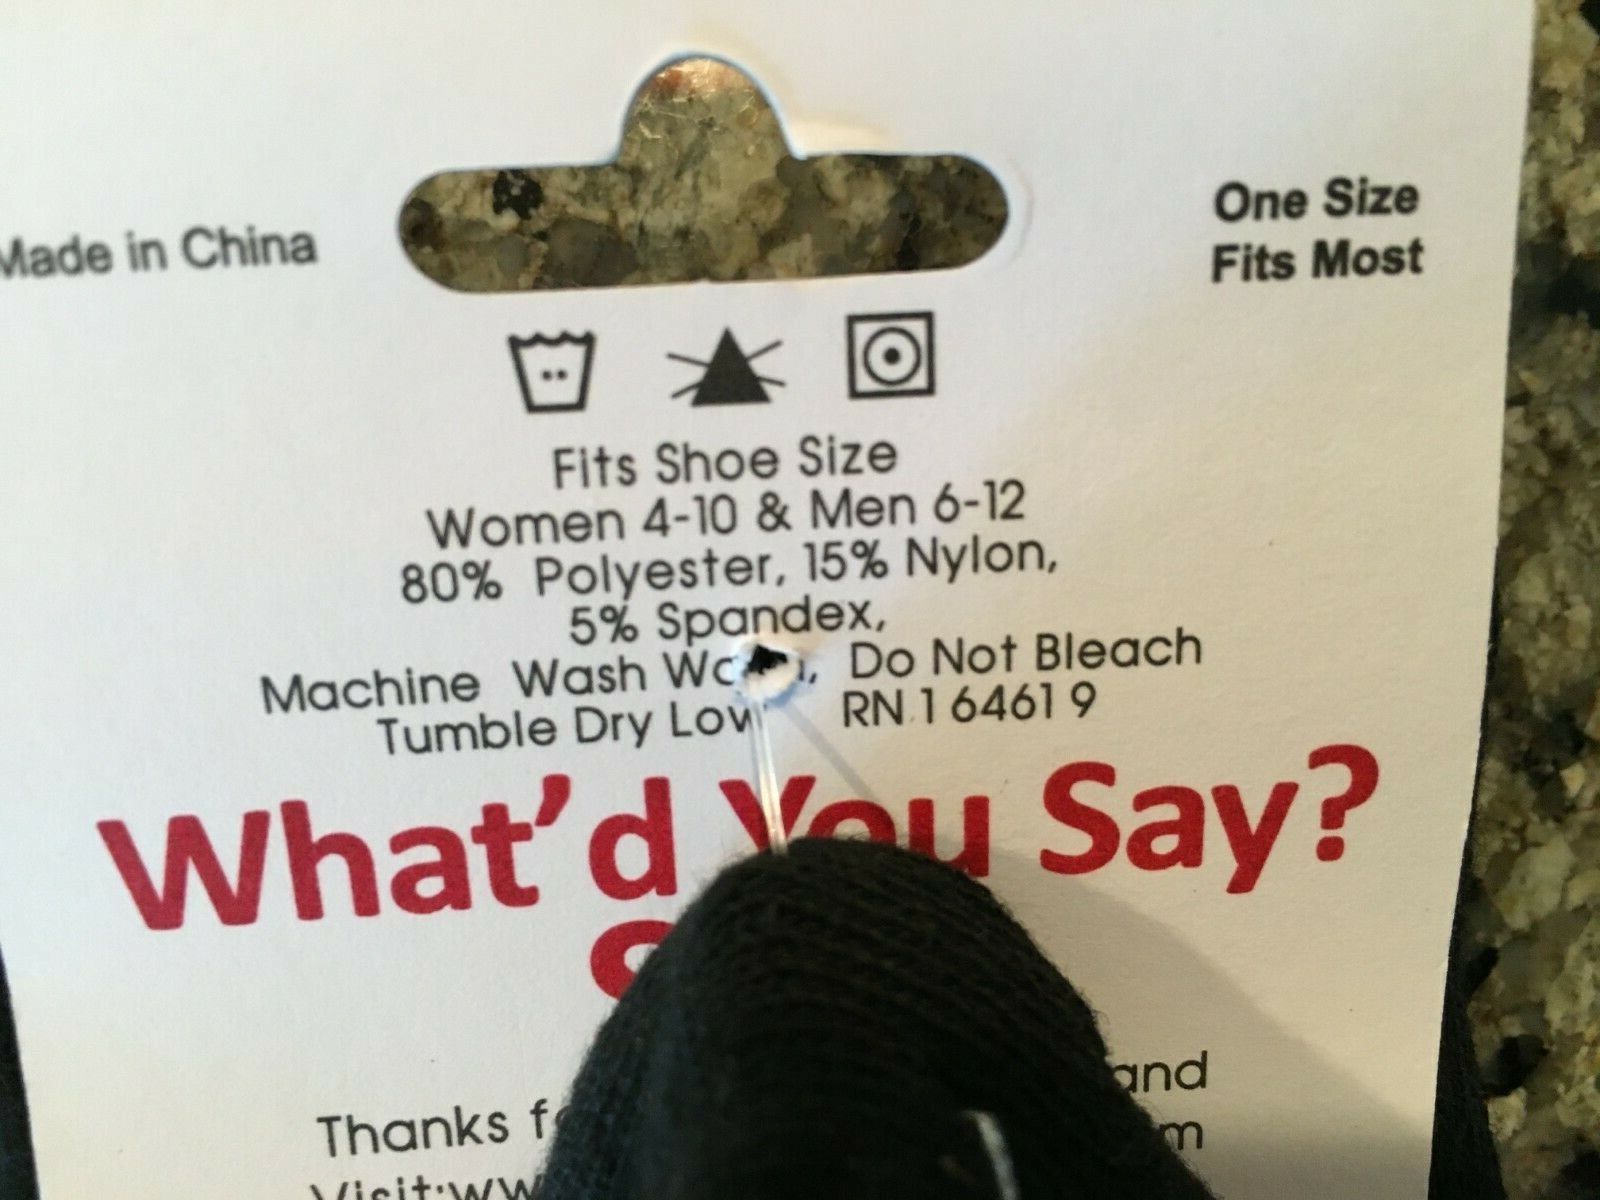 Made in China
One Size
Fits Most
Fits Shoe Size
Women 4-10 & Men 6-12
80% Polyester, 15% Nylon,
5% Spandex,
Machine Wash Do Not Bleach
Tumble Dry Low RN 164619
What'd You Say?
and
Thanks